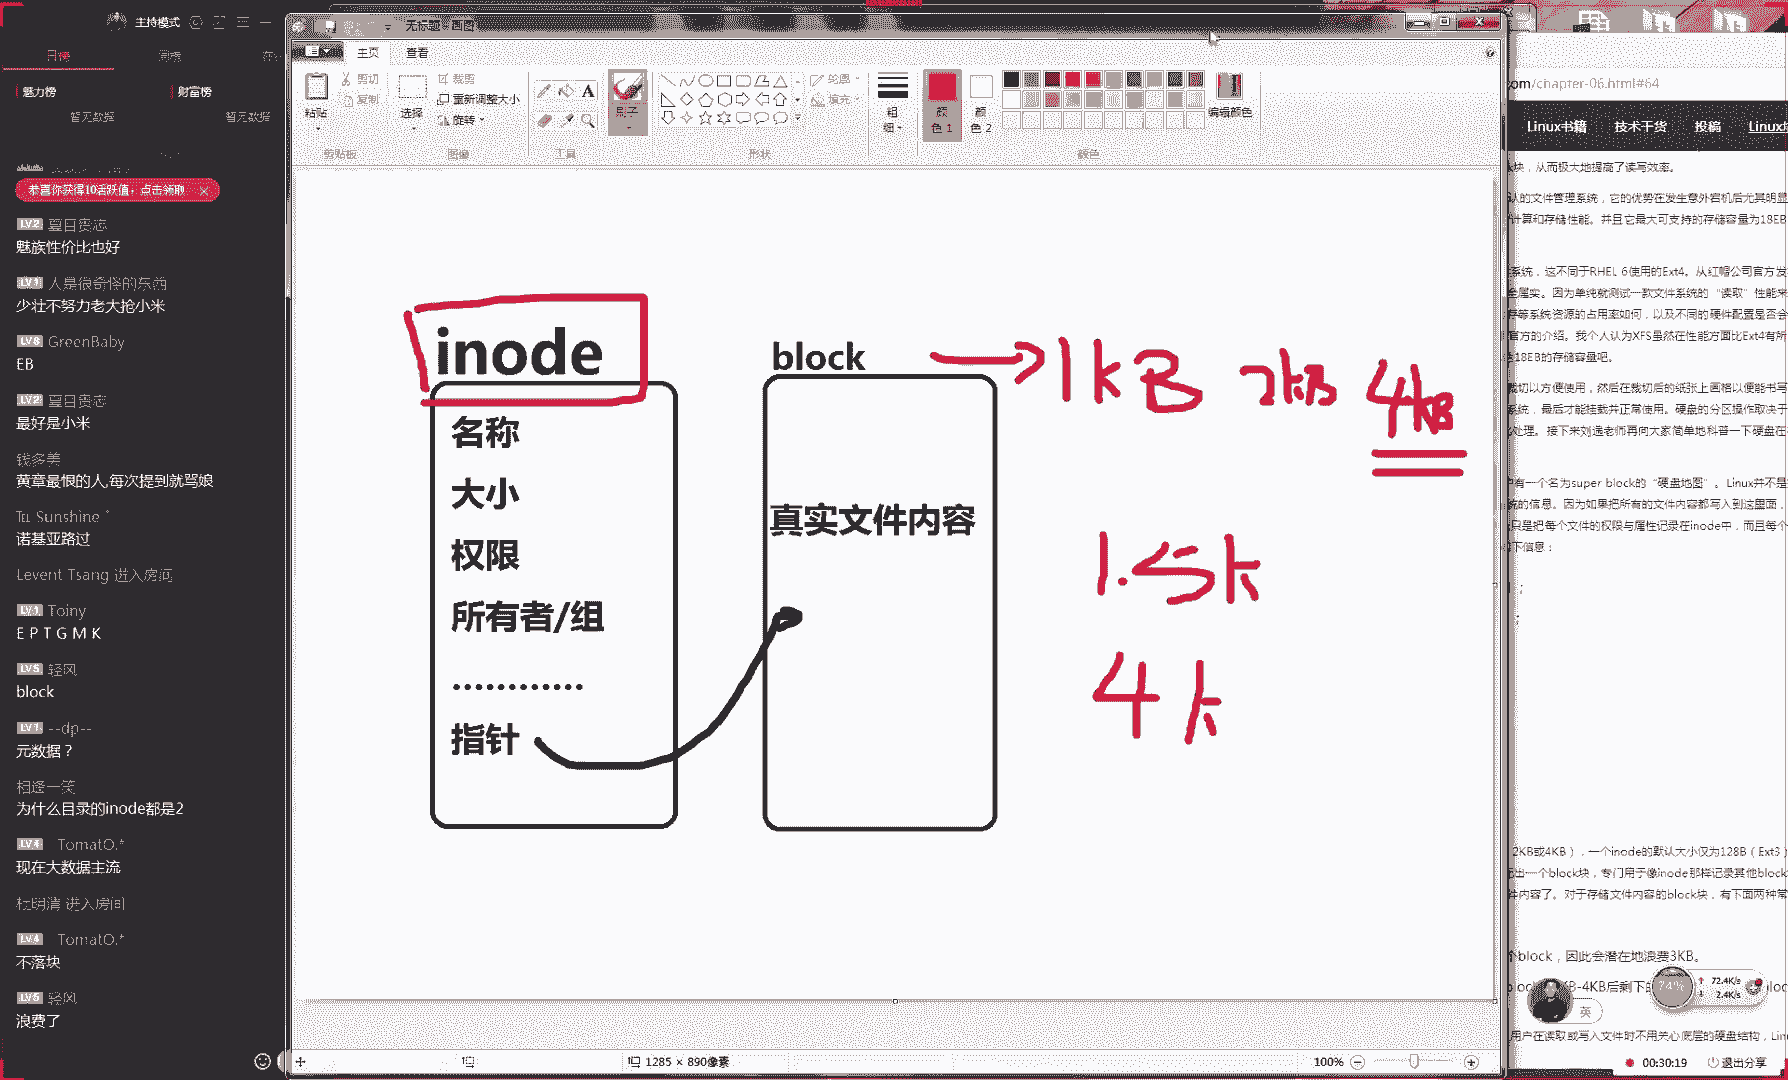 主持模式
日榜
周榜
魅力榜
财富榜
暂无数据
暂无数据
恭喜你获得10活跃值,点击领取
LV2 夏日贵志
魅族性价比也好
LV1 人是很奇怪的东西
少壮不努力老大抢小米
LV6 GreenBaby
EB
LV2 夏日贵志
最好是小米
钱多美
黄章最恨的人,每次提到就骂娘
TEL Sunshine
诺基亚路过
Levent Tsang 进入房间
LV1 Toiny
E P T G M K
LV5 轻风
block
LV1 --dp--
元数据?
相逢一笑
为什么目录的inode都是2
LV4 TomatO.*
现在大数据主流
杜明清 进入房间
LV4 TomatO.*
不落块
LV5 轻风
浪费了
无标题 - 画图
主页
查看
粘贴
剪切
复制
剪贴板
选择
裁剪
重新调整大小
旋转
图像
A
工具
刷子
轮廓
填充
形状
粗细
颜色 1
颜色 2
编辑颜色
颜色
inode
名称
大小
权限
所有者/组
............
指针
block
真实文件内容
1kB 2kB 4kB
1.5k
4k
1285 × 890像素
100%
om/chapter-06.html#64
Linux书籍
技术干货
投稿
块,从而极大地提高了读写效率。
认的文件管理系统,它的优势在发生意外宕机后尤其明显
计算和存储性能。并且它最大可支持的存储容量为18EB
系统,这不同于RHEL 6使用的Ext4。从红帽公司官方发
全属实。因为单纯就测试一款文件系统的“读取”性能来
存等系统资源的占用率如何,以及不同的硬件配置是否会
官方的介绍。我个人认为XFS虽然在性能方面比Ext4有所
18EB的存储容量吧。
裁切以方便使用,然后在裁切后的纸张上画格以便能书写
系统,最后才能挂载并正常使用。硬盘的分区操作取决于
处理。接下来刘遄老师再向大家简单地科普一下硬盘在
有一个名为super block的“硬盘地图”。Linux并不是
统的信息。因为如果把所有的文件内容都写入到这里面,
只是把每个文件的权限与属性记录在inode中,而且每个
下信息:
2KB或4KB),一个inode的默认大小仅为128B(Ext3)
出一个block块,专门用于像inode那样记录其他block
件内容了。对于存储文件内容的block块,有下面两种常
个block,因此会潜在地浪费3KB。
B-4KB后剩下的
74%
72.4K/s
2.4K/s
英
用户在读取或写入文件时不用关心底层的硬盘结构,
00:30:19
退出分享